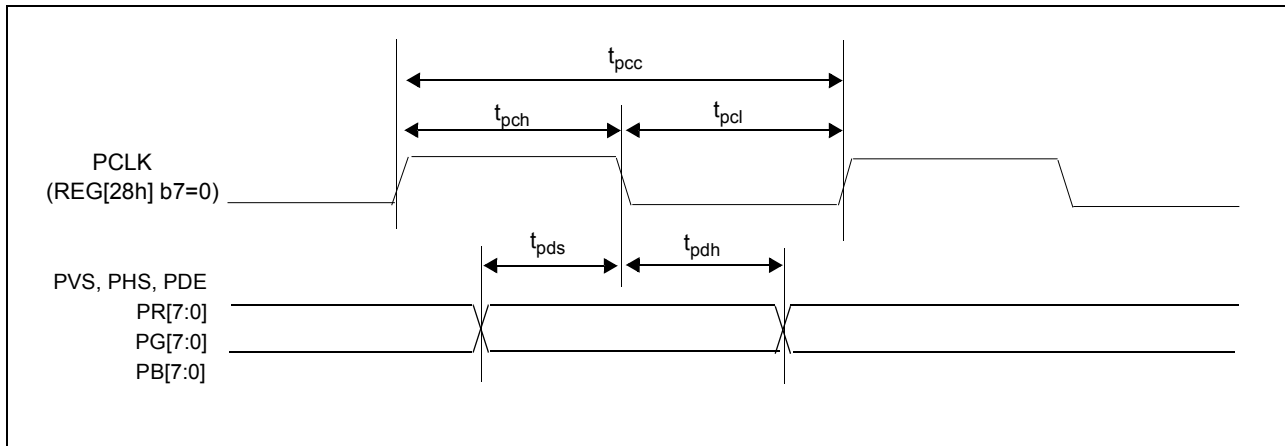 tpcc
tpch
tpcl
PCLK
(REG[28h] b7=0)
tpds
tpdh
PVS, PHS, PDE
PR[7:0]
PG[7:0]
PB[7:0]